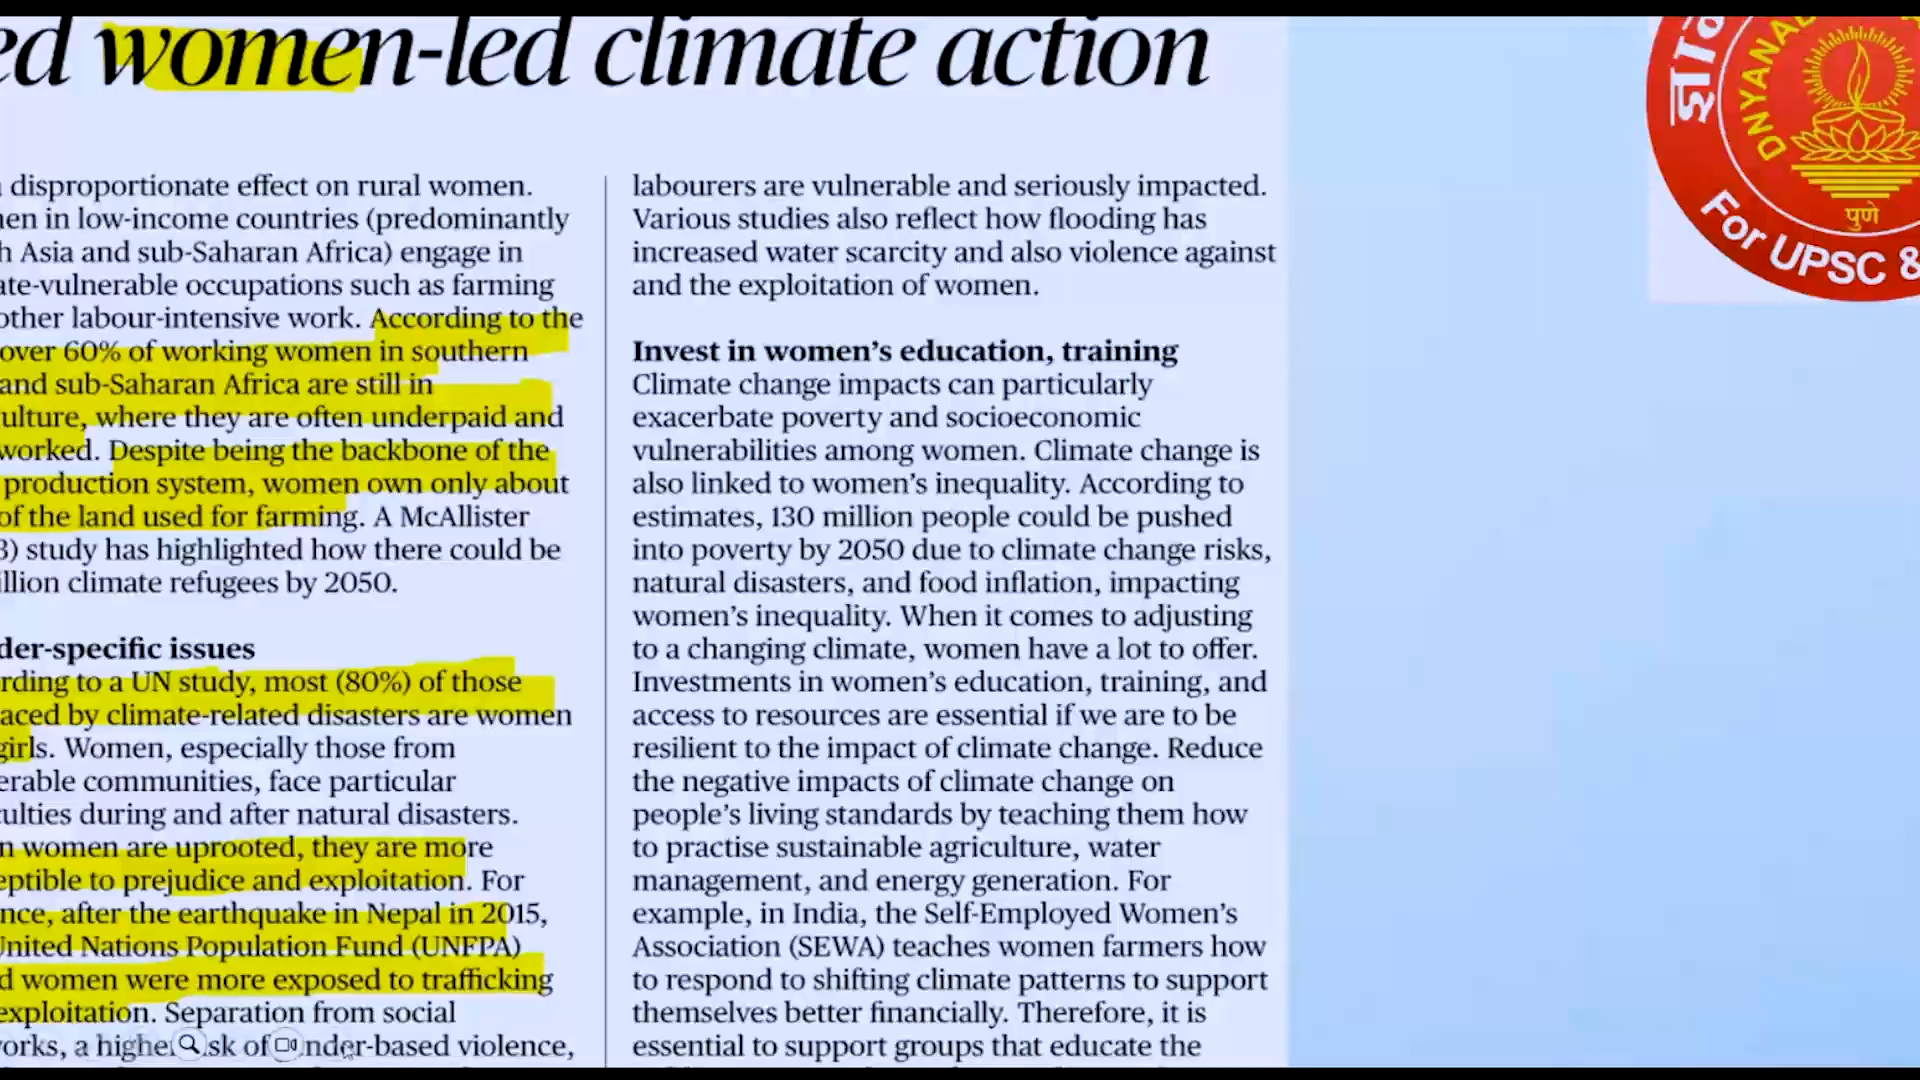 ed women-led climate action
disproportionate effect on rural women.
en in low-income countries (predominantly
h Asia and sub-Saharan Africa) engage in
ate-vulnerable occupations such as farming
other labour-intensive work. According to the
over 60% of working women in southern
and sub-Saharan Africa are still in
ulture, where they are often underpaid and
worked. Despite being the backbone of the
production system, women own only about
of the land used for farming. A McAllister
3) study has highlighted how there could be
illion climate refugees by 2050.
der-specific issues
rding to a UN study, most (80%) of those
aced by climate-related disasters are women
girls. Women, especially those from
erable communities, face particular
culties during and after natural disasters.
n women are uprooted, they are more
eptible to prejudice and exploitation. For
nce, after the earthquake in Nepal in 2015,
United Nations Population Fund (UNFPA)
d women were more exposed to trafficking
exploitation. Separation from social
orks, a higher risk of gender-based violence,
labourers are vulnerable and seriously impacted.
Various studies also reflect how flooding has
increased water scarcity and also violence against
and the exploitation of women.
Invest in women's education, training
Climate change impacts can particularly
exacerbate poverty and socioeconomic
vulnerabilities among women. Climate change is
also linked to women's inequality. According to
estimates, 130 million people could be pushed
into poverty by 2050 due to climate change risks,
natural disasters, and food inflation, impacting
women's inequality. When it comes to adjusting
to a changing climate, women have a lot to offer.
Investments in women's education, training, and
access to resources are essential if we are to be
resilient to the impact of climate change. Reduce
the negative impacts of climate change on
people's living standards by teaching them how
to practise sustainable agriculture, water
management, and energy generation. For
example, in India, the Self-Employed Women's
Association (SEWA) teaches women farmers how
to respond to shifting climate patterns to support
themselves better financially. Therefore, it is
essential to support groups that educate the
DNYANA
पुणे
For UPSC &